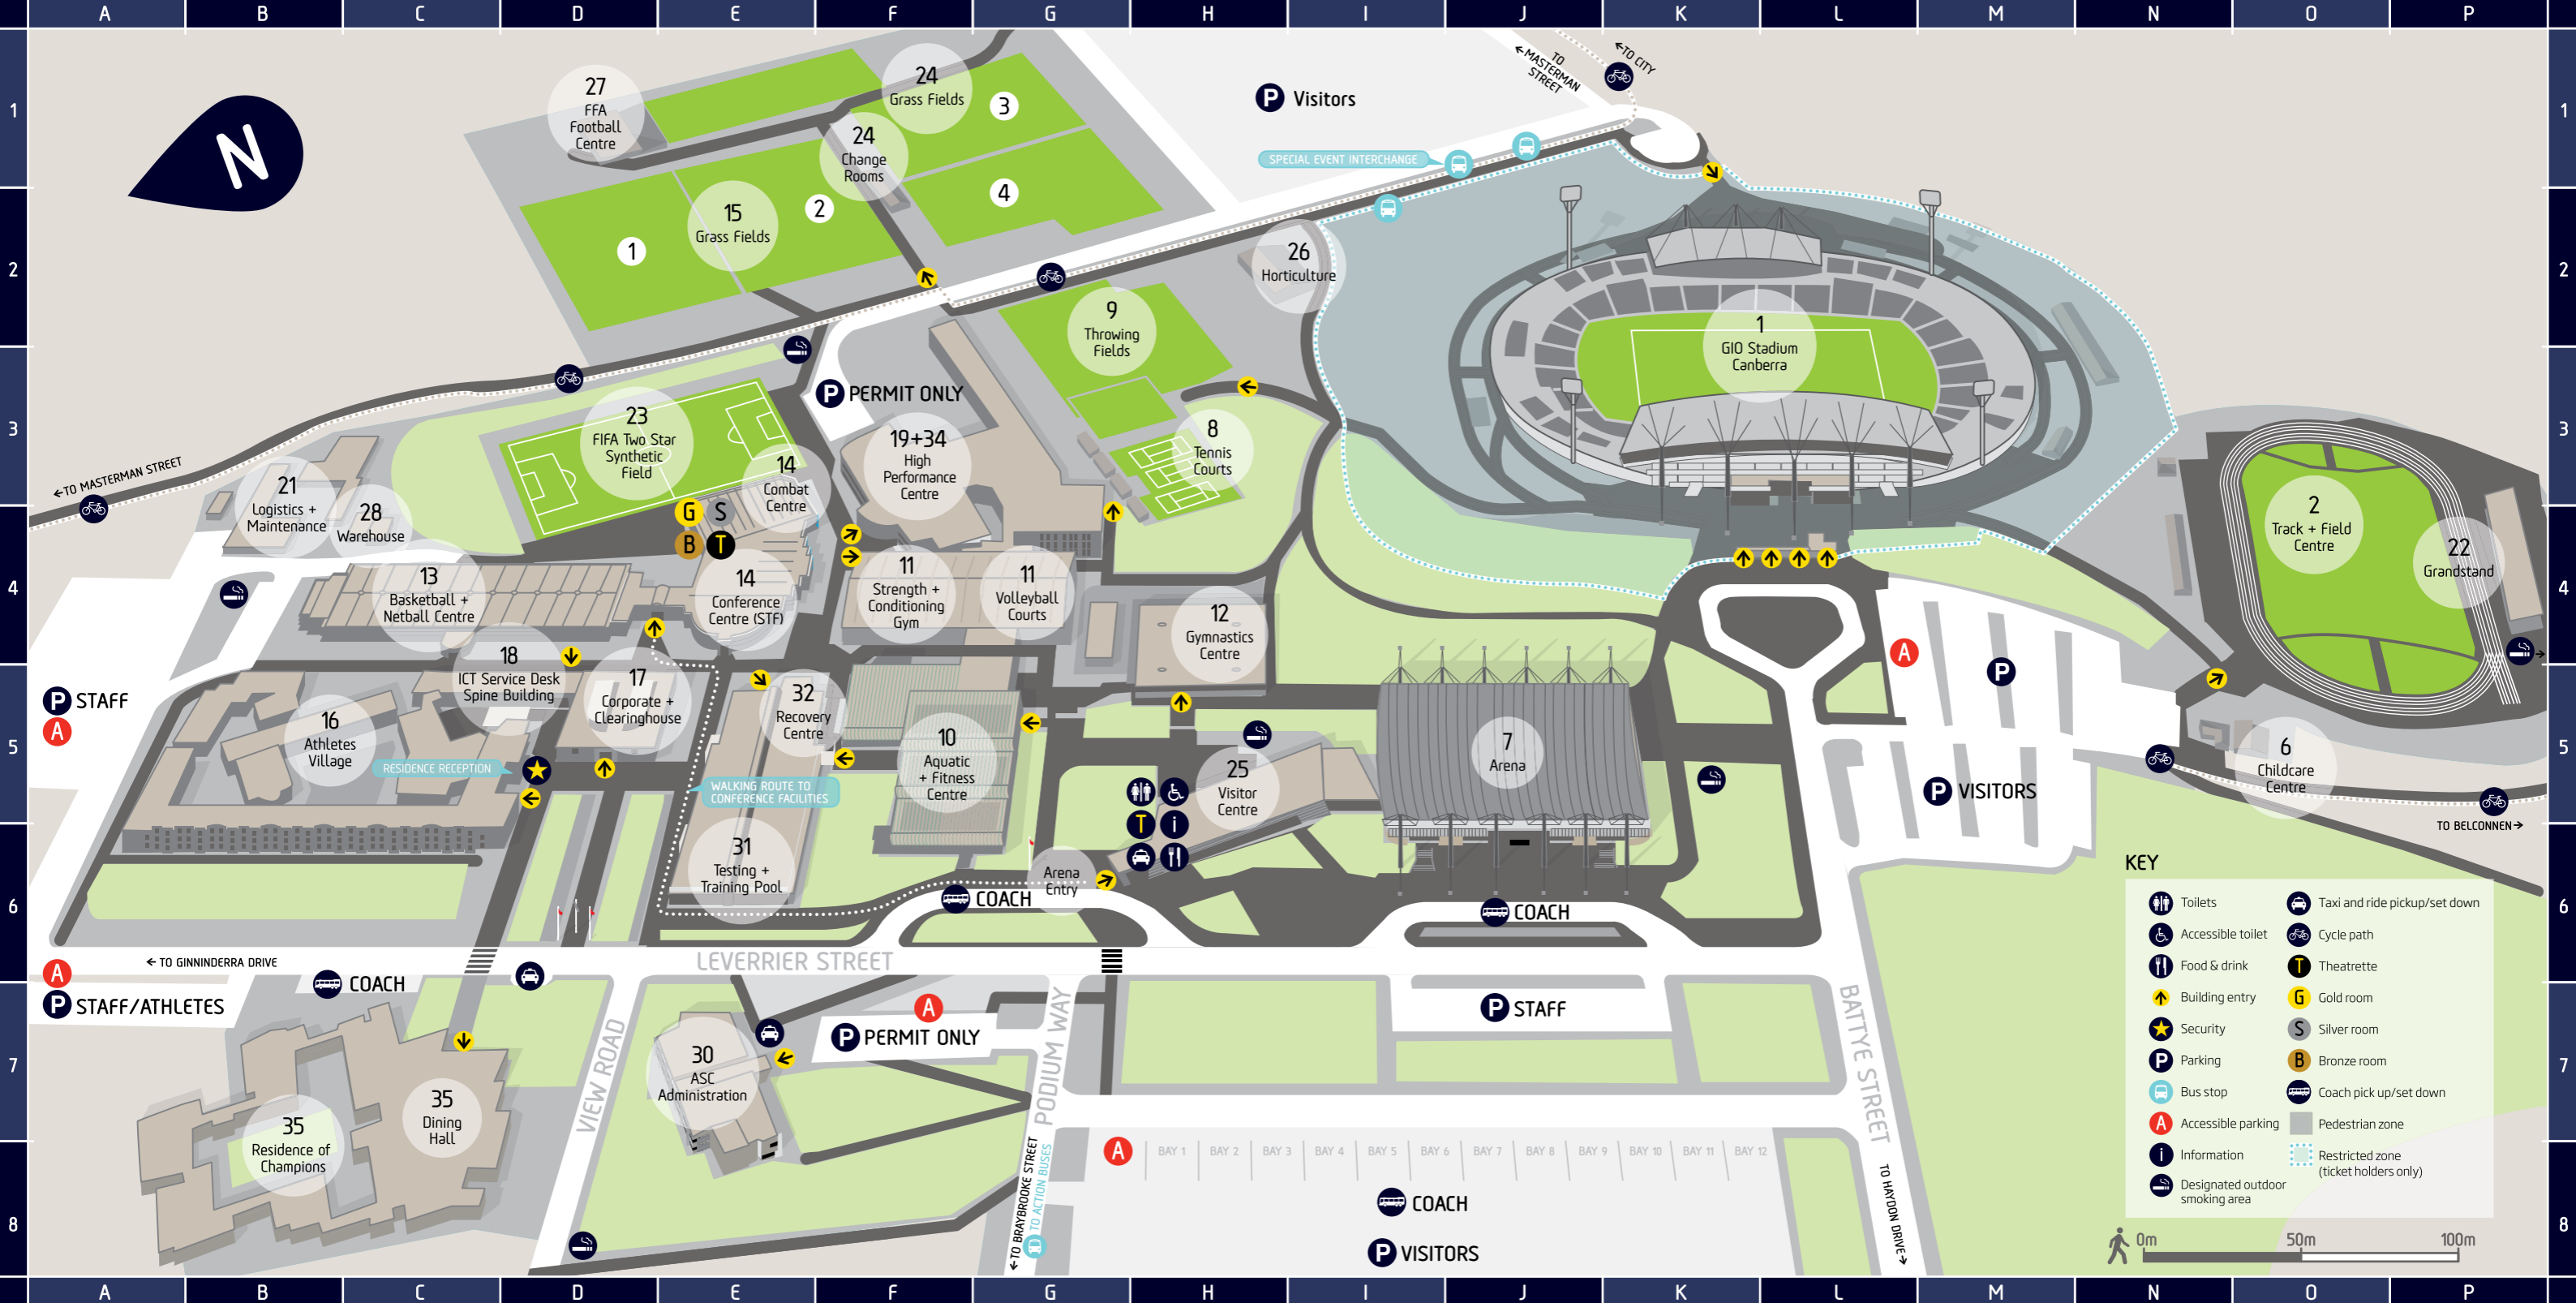 A B C D E F G H I J K L M N O P
1
2
3
4
5
6
7
8
N
27
FFA
Football
Centre
24
Grass Fields
3
24
Change
Rooms
4
15
Grass Fields
2
1
P Visitors
←TO
MASTERMAN
STREET
←TO CITY
SPECIAL EVENT INTERCHANGE
26
Horticulture
9
Throwing
Fields
1
GIO Stadium
Canberra
P PERMIT ONLY
23
FIFA Two Star
Synthetic
Field
19+34
High
Performance
Centre
8
Tennis
Courts
←TO MASTERMAN STREET
21
Logistics +
Maintenance
28
Warehouse
14
Combat
Centre
G S
B T
2
Track + Field
Centre
22
Grandstand
13
Basketball +
Netball Centre
14
Conference
Centre (STF)
11
Strength +
Conditioning
Gym
11
Volleyball
Courts
12
Gymnastics
Centre
A
P
P STAFF
A
18
ICT Service Desk
Spine Building
17
Corporate +
Clearinghouse
32
Recovery
Centre
16
Athletes
Village
RESIDENCE RECEPTION
WALKING ROUTE TO
CONFERENCE FACILITIES
10
Aquatic
+ Fitness
Centre
25
Visitor
Centre
T i
7
Arena
P VISITORS
6
Childcare
Centre
TO BELCONNEN→
31
Testing +
Training Pool
Arena
Entry
COACH
COACH
← TO GINNINDERRA DRIVE
LEVERRIER STREET
A
P STAFF/ATHLETES
COACH
VIEW ROAD
30
ASC
Administration
A
P PERMIT ONLY
PODIUM WAY
P STAFF
BATTYE STREET
35
Dining
Hall
35
Residence of
Champions
←TO BRAYBROOKE STREET
TO ACTION BUSES
A
BAY 1 BAY 2 BAY 3 BAY 4 BAY 5 BAY 6 BAY 7 BAY 8 BAY 9 BAY 10 BAY 11 BAY 12
COACH
P VISITORS
TO HAYDON DRIVE→
KEY
Toilets
Accessible toilet
Food & drink
Building entry
Security
P Parking
Bus stop
A Accessible parking
i Information
Designated outdoor
smoking area
Taxi and ride pickup/set down
Cycle path
T Theatrette
G Gold room
S Silver room
B Bronze room
Coach pick up/set down
Pedestrian zone
Restricted zone
(ticket holders only)
0m 50m 100m
1
2
3
4
5
6
7
8
A B C D E F G H I J K L M N O P